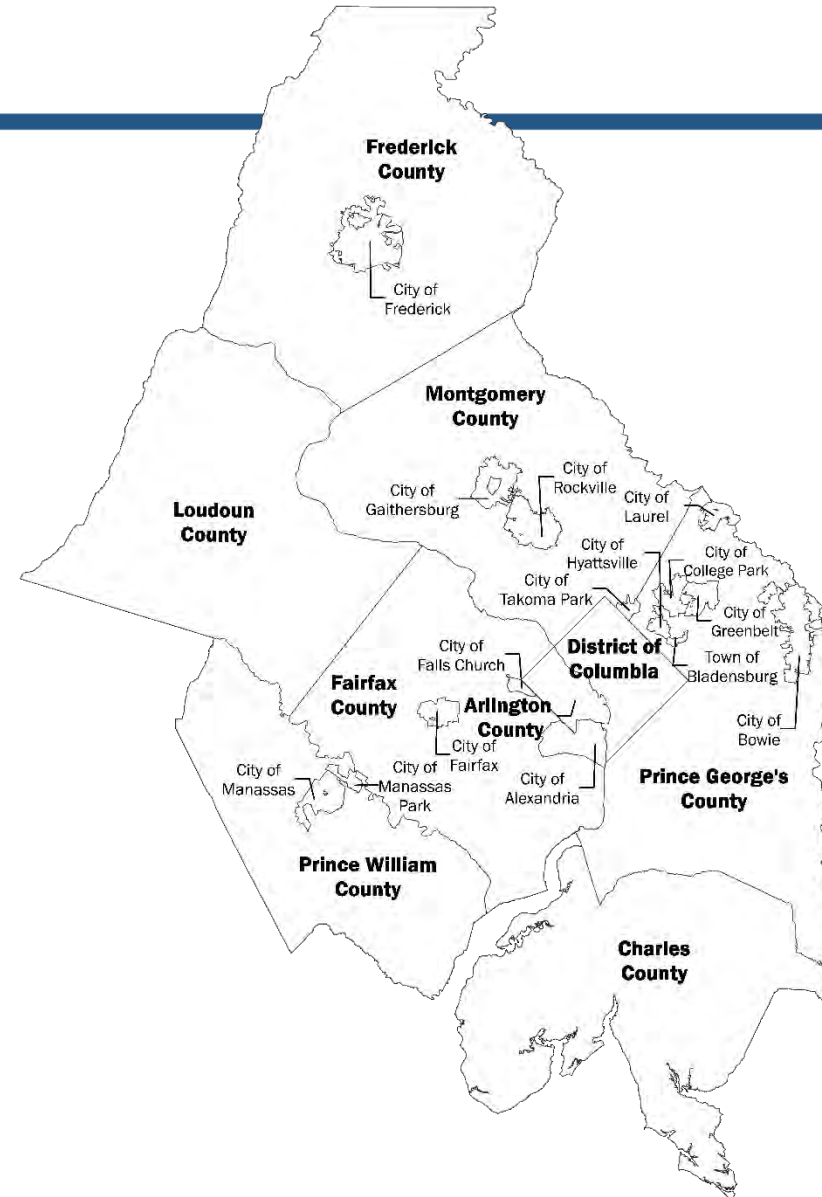 Frederick
County
City of
Frederick
Montgomery
County
City of
Gaithersburg
City of
Rockville
City of
Laurel
Loudoun
County
City of
Hyattsville
City of
College Park
City of
Takoma Park
City of
Greenbelt
City of
Falls Church
District of
Columbia
Town of
Bladensburg
Fairfax
County
Arlington
County
City of
Fairfax
City of
Bowie
City of
Manassas
City of
Manassas
Park
City of
Alexandria
Prince George's
County
Prince William
County
Charles
County